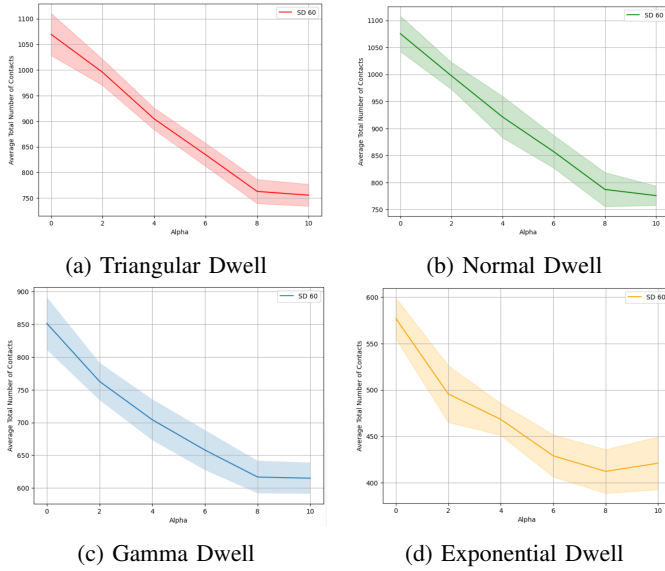 SD 60
Average Total Number of Contacts
1100
1050
1000
950
900
850
800
750
0 2 4 6 8 10
Alpha
(a) Triangular Dwell
SD 60
Average Total Number of Contacts
1100
1050
1000
950
900
850
800
750
0 2 4 6 8 10
Alpha
(b) Normal Dwell
SD 60
Average Total Number of Contacts
900
850
800
750
700
650
600
0 2 4 6 8 10
Alpha
(c) Gamma Dwell
SD 60
Average Total Number of Contacts
600
550
500
450
400
0 2 4 6 8 10
Alpha
(d) Exponential Dwell